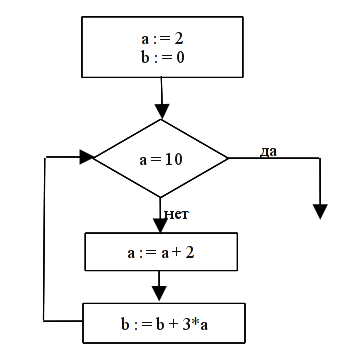 a : = 2
b : = 0
a = 10
да
нет
a : = a + 2
b : = b + 3*a